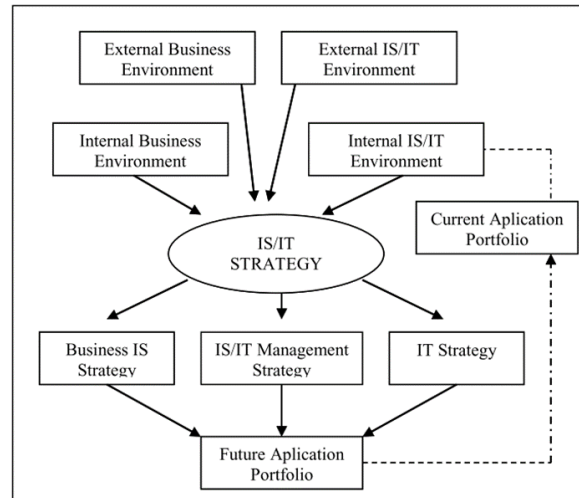 External Business
Environment
External IS/IT
Environment
Internal Business
Environment
Internal IS/IT
Environment
Current Aplication
Portfolio
IS/IT
STRATEGY
Business IS
Strategy
IS/IT Management
Strategy
IT Strategy
Future Aplication
Portfolio